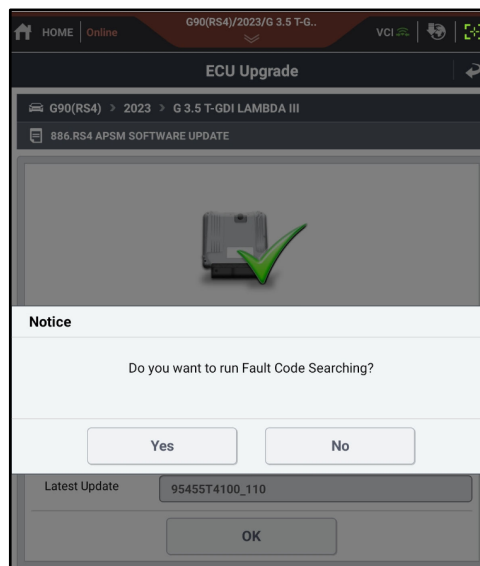 G90(RS4)/2023/G 3.5 T-G..
HOME Online
VCI
ECU Upgrade
G90(RS4) > 2023 > G 3.5 T-GDI LAMBDA III
886.RS4 APSM SOFTWARE UPDATE
Notice
Do you want to run Fault Code Searching?
Yes No
Latest Update 95455T4100_110
OK